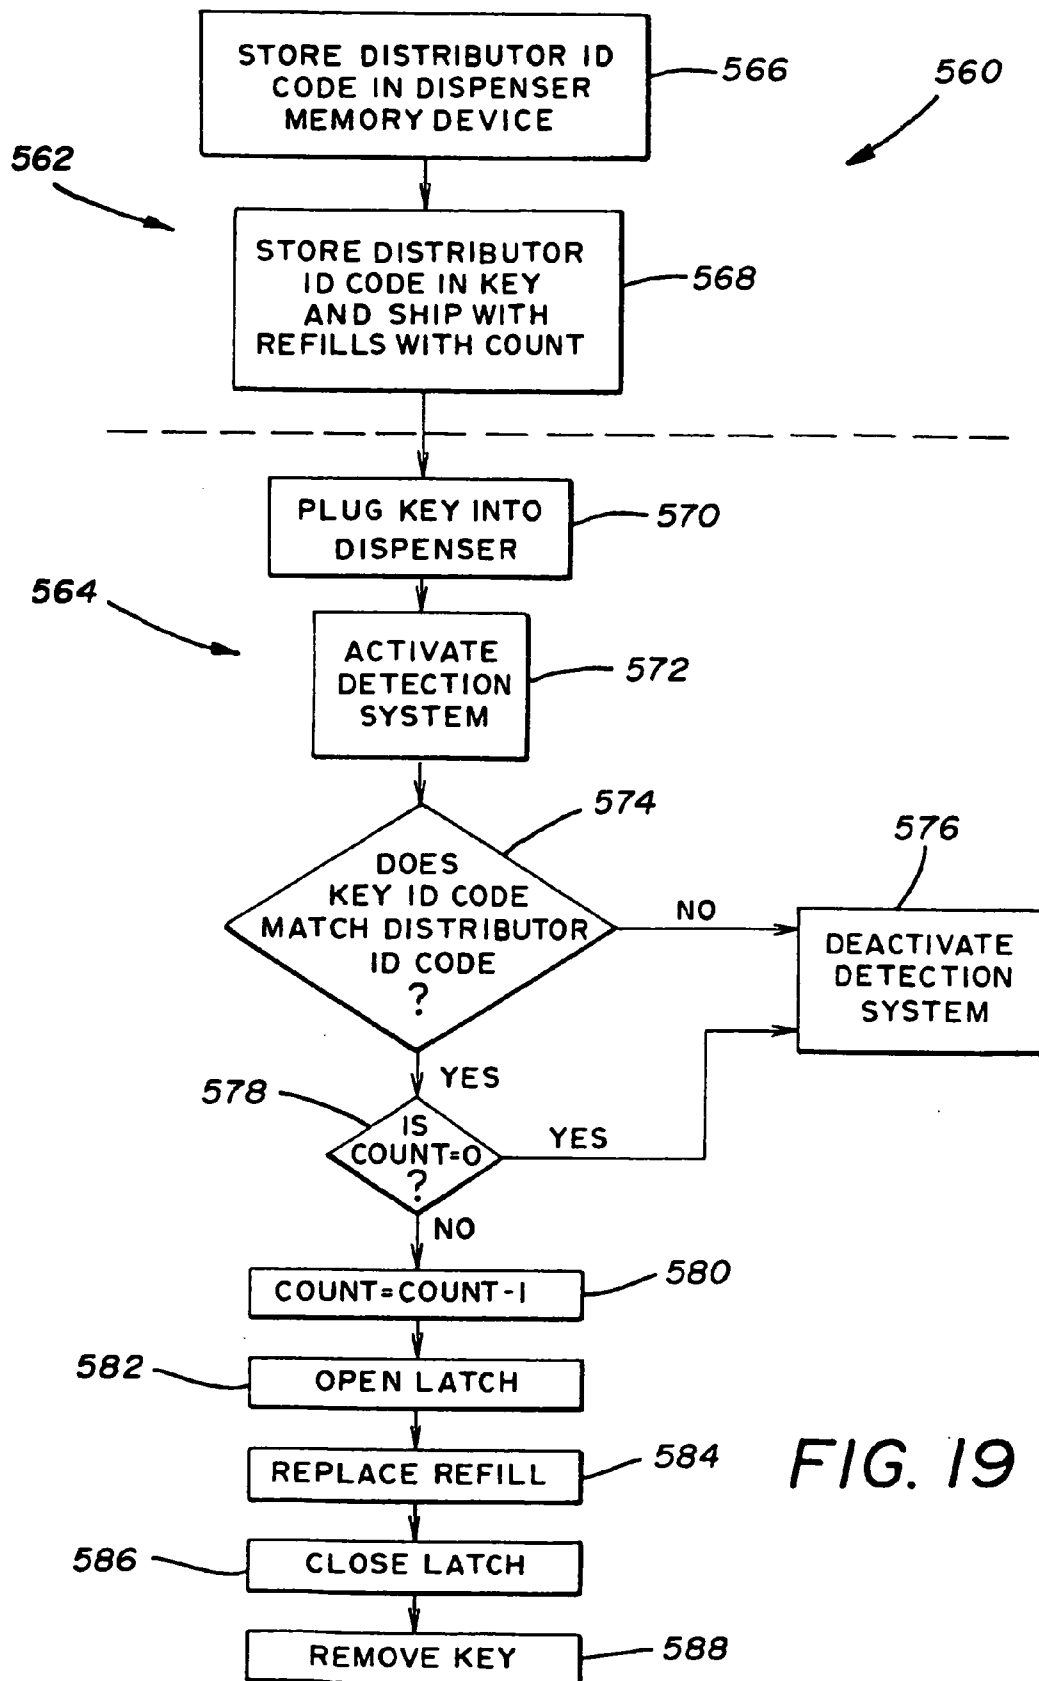 STORE DISTRIBUTOR ID
CODE IN DISPENSER
MEMORY DEVICE
566
560
562
STORE DISTRIBUTOR
ID CODE IN KEY
AND SHIP WITH
REFILLS WITH COUNT
568
PLUG KEY INTO
DISPENSER
570
564
ACTIVATE
DETECTION
SYSTEM
572
574
DOES
KEY ID CODE
MATCH DISTRIBUTOR
ID CODE
?
NO
576
DEACTIVATE
DETECTION
SYSTEM
YES
578
IS
COUNT=0
?
YES
NO
COUNT=COUNT-1
580
582
OPEN LATCH
REPLACE REFILL
584
FIG. 19
586
CLOSE LATCH
REMOVE KEY
588